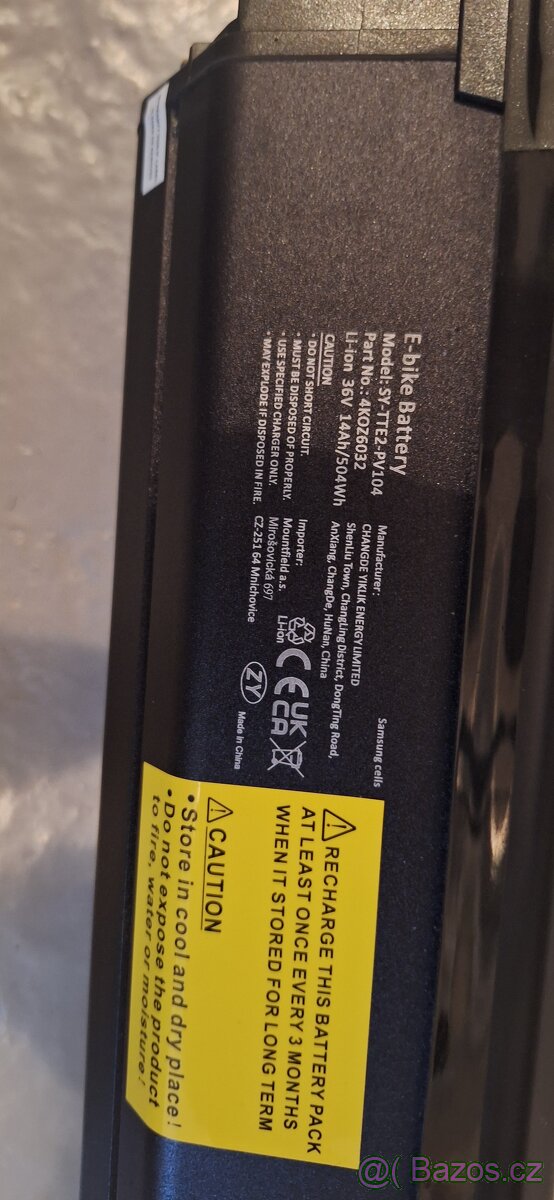 E-bike Battery
Model: SY-TTE2-PV104
Part No.: 4KOZ6032
Li-ion 36V 14Ah/504Wh
CAUTION
• DO NOT SHORT CIRCUIT.
• MUST BE DISPOSED OF PROPERLY.
• USE SPECIFIED CHARGER ONLY.
• MAY EXPLODE IF DISPOSED IN FIRE.
Manufacturer:
CHANGDE YIKLIK ENERGY LIMITED
ShenLiu Town, ChangLing District, DongTing Road,
AnXiang, ChangDe, HuNan, China
Importer:
Mountfield a.s.
Mirošovická 697
CZ-251 64 Mnichovice
Li-ion
CE
UK
CA
ZY
Made in China
Samsung cells
RECHARGE THIS BATTERY PACK
AT LEAST ONCE EVERY 3 MONTHS
WHEN IT STORED FOR LONG TERM
CAUTION
• Store in cool and dry place!
• Do not expose the product
to fire, water or moisture!
@( Bazos.cz